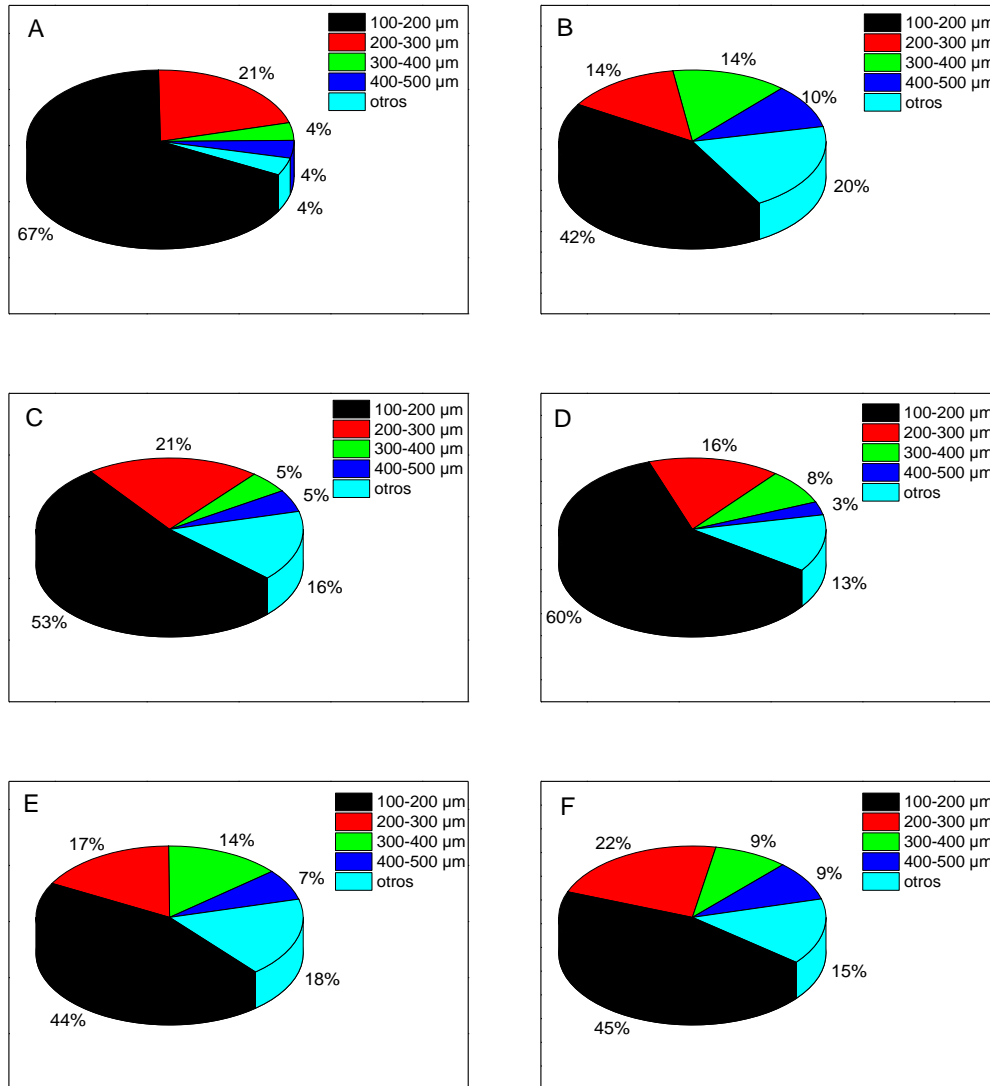 A
100-200 µm
200-300 µm
300-400 µm
400-500 µm
otros
21%
4%
4%
4%
67%
B
100-200 µm
200-300 µm
300-400 µm
400-500 µm
otros
14%
14%
10%
20%
42%
C
100-200 µm
200-300 µm
300-400 µm
400-500 µm
otros
21%
5%
5%
16%
53%
D
100-200 µm
200-300 µm
300-400 µm
400-500 µm
otros
16%
8%
3%
13%
60%
E
100-200 µm
200-300 µm
300-400 µm
400-500 µm
otros
17%
14%
7%
18%
44%
F
100-200 µm
200-300 µm
300-400 µm
400-500 µm
otros
22%
9%
9%
15%
45%